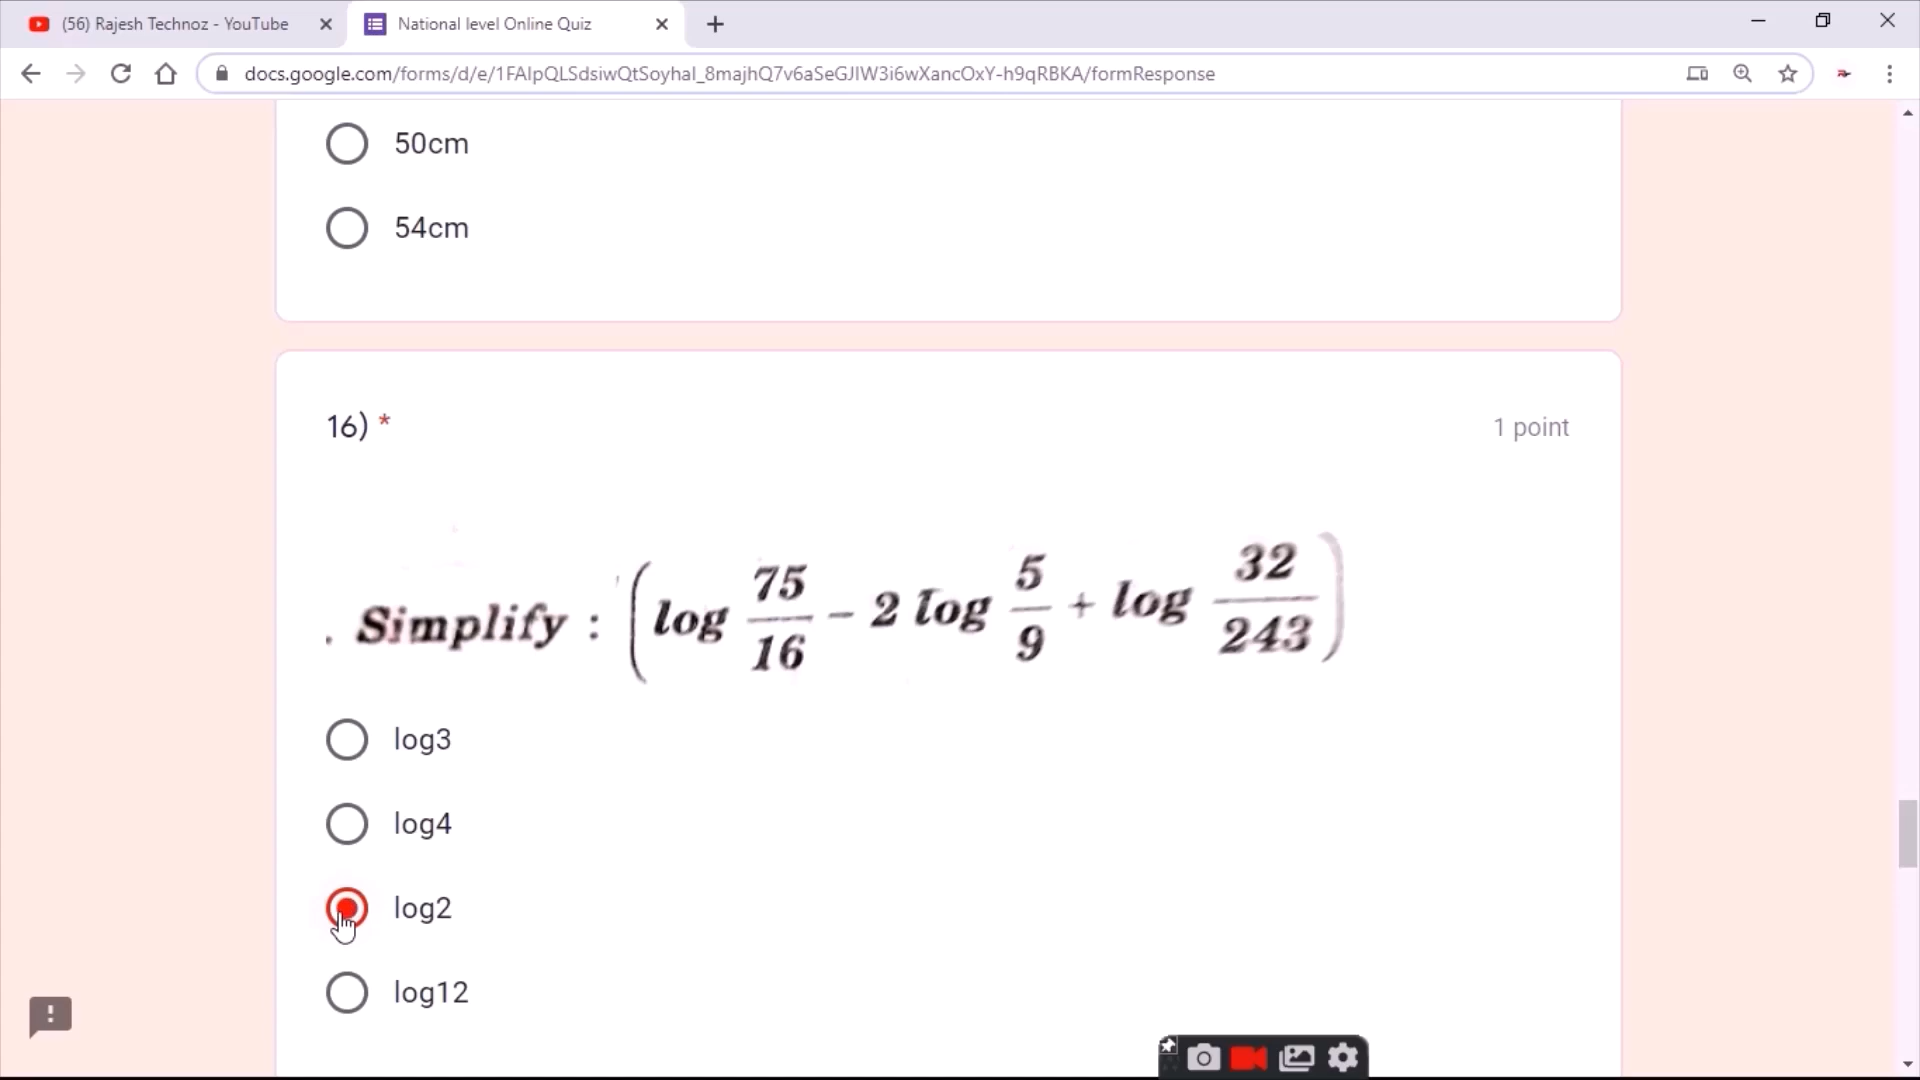 (56) Rajesh Technoz - YouTube
National level Online Quiz
docs.google.com/forms/d/e/1FAIpQLSdsiwQtSoyhal_8majhQ7v6aSeGJIW3i6wXancOxY-h9qRBKA/formResponse
50cm
54cm
16) *
1 point
. Simplify : ( log 75/16 - 2 log 5/9 + log 32/243 )
log3
log4
log2
log12